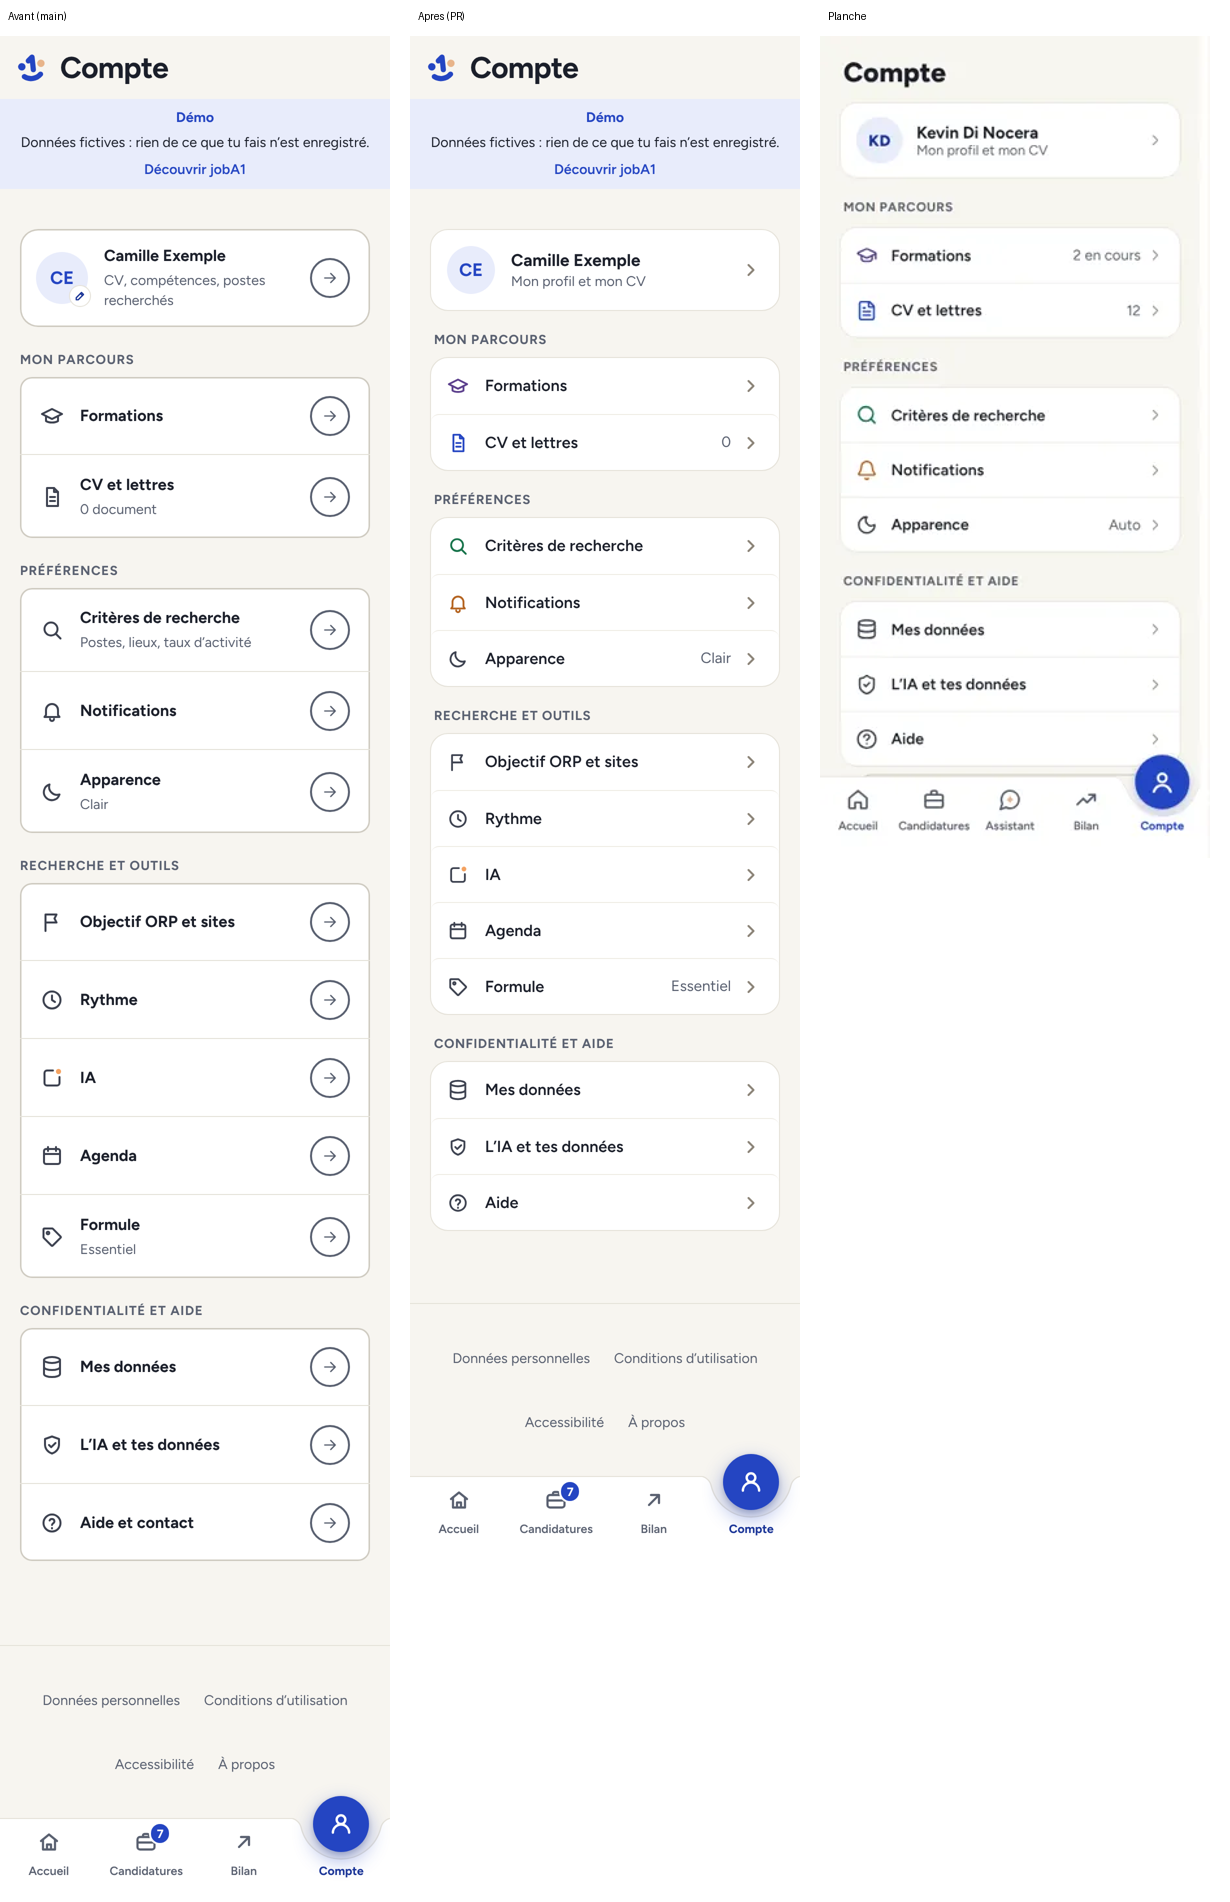 Avant (main)
Compte
Démo
Données fictives : rien de ce que tu fais n’est enregistré.
Découvrir jobA1
CE
Camille Exemple
CV, compétences, postes
recherchés
MON PARCOURS
Formations
CV et lettres
0 document
PRÉFÉRENCES
Critères de recherche
Postes, lieux, taux d’activité
Notifications
Apparence
Clair
RECHERCHE ET OUTILS
Objectif ORP et sites
Rythme
IA
Agenda
Formule
Essentiel
CONFIDENTIALITÉ ET AIDE
Mes données
L’IA et tes données
Aide et contact
Données personnelles
Conditions d’utilisation
Accessibilité
À propos
7
Accueil
Candidatures
Bilan
Compte
Apres (PR)
Compte
Démo
Données fictives : rien de ce que tu fais n’est enregistré.
Découvrir jobA1
CE
Camille Exemple
Mon profil et mon CV
MON PARCOURS
Formations
CV et lettres
0
PRÉFÉRENCES
Critères de recherche
Notifications
Apparence
Clair
RECHERCHE ET OUTILS
Objectif ORP et sites
Rythme
IA
Agenda
Formule
Essentiel
CONFIDENTIALITÉ ET AIDE
Mes données
L’IA et tes données
Aide
Données personnelles
Conditions d’utilisation
Accessibilité
À propos
7
Accueil
Candidatures
Bilan
Compte
Planche
Compte
KD
Kevin Di Nocera
Mon profil et mon CV
MON PARCOURS
Formations
2 en cours
CV et lettres
12
PRÉFÉRENCES
Critères de recherche
Notifications
Apparence
Auto
CONFIDENTIALITÉ ET AIDE
Mes données
L’IA et tes données
Aide
Accueil
Candidatures
Assistant
Bilan
Compte